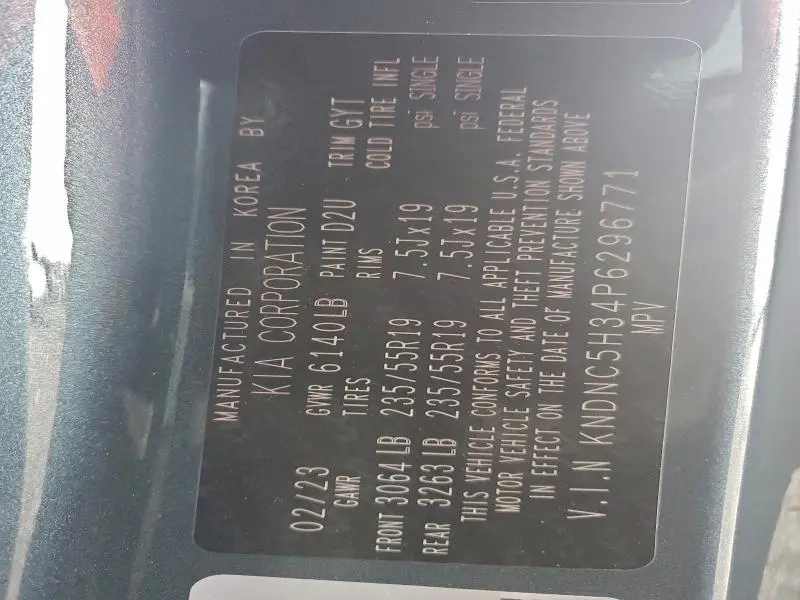 MANUFACTURED IN KOREA BY
KIA CORPORATION
02/23 GVWR 6140LB PAINT D2U TRIM GYT
GAWR TIRES RIMS COLD TIRE INFL
FRONT 3064LB 235/55R19 7.5Jx19 psi SINGLE
REAR 3263LB 235/55R19 7.5Jx19 psi SINGLE
THIS VEHICLE CONFORMS TO ALL APPLICABLE U.S.A. FEDERAL
MOTOR VEHICLE SAFETY AND THEFT PREVENTION STANDARDS
IN EFFECT ON THE DATE OF MANUFACTURE SHOWN ABOVE
V.I.N KNDNC5H34P6296771
MPV